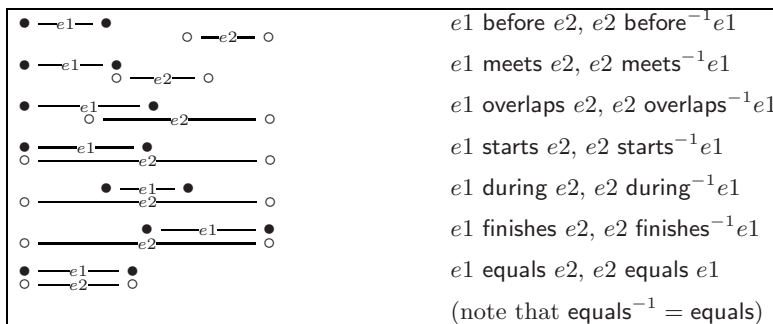 e1 e1 before e2, e2 before⁻¹e1
e2
e1 e1 meets e2, e2 meets⁻¹e1
e2
e1 e1 overlaps e2, e2 overlaps⁻¹e1
e2
e1 e1 starts e2, e2 starts⁻¹e1
e2
e1 e1 during e2, e2 during⁻¹e1
e2
e1 e1 finishes e2, e2 finishes⁻¹e1
e2
e1 e1 equals e2, e2 equals e1
e2
(note that equals⁻¹ = equals)